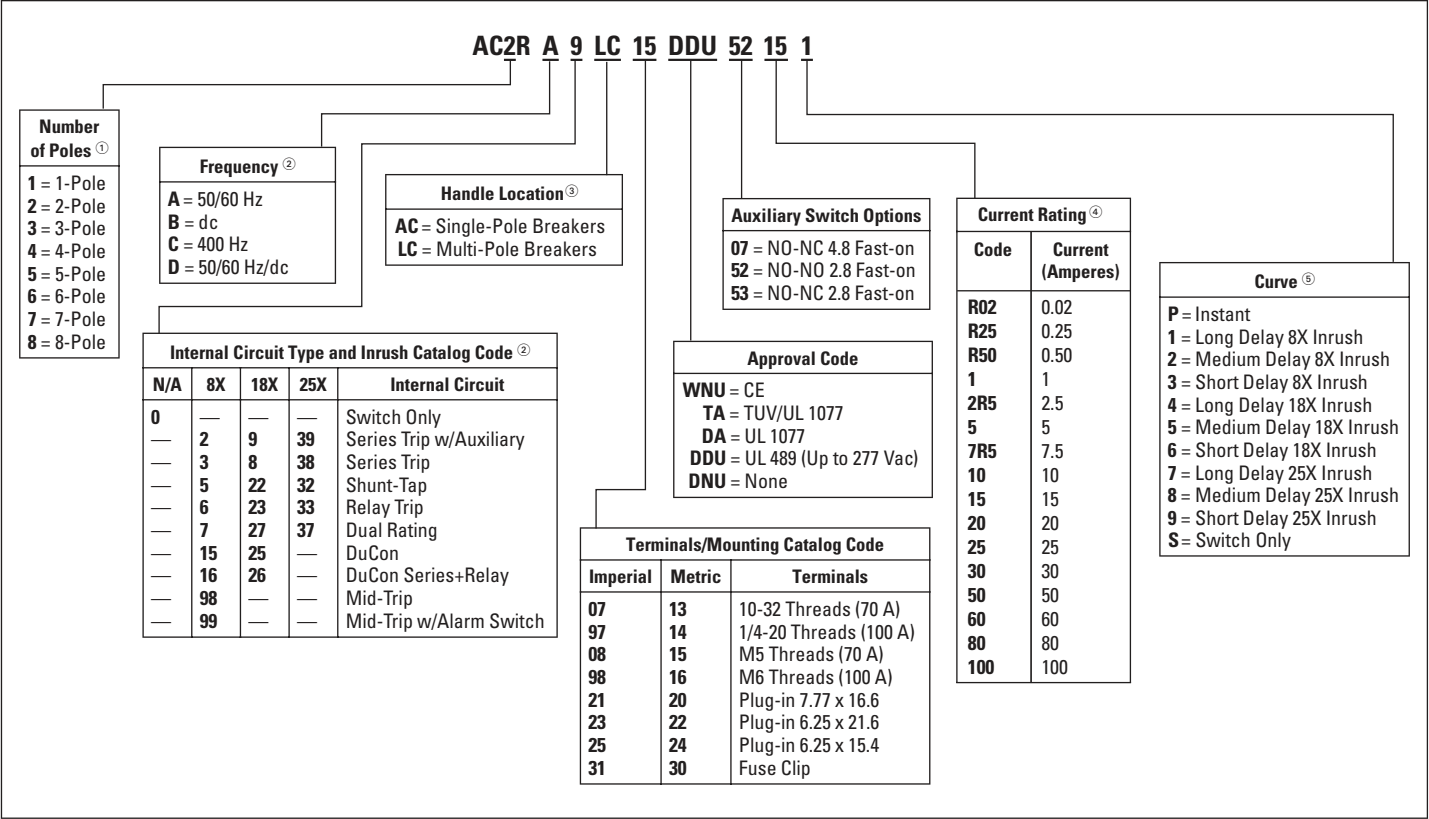 AC2R A 9 LC 15 DDU 52 15 1
Number
of Poles ①
1 = 1-Pole
2 = 2-Pole
3 = 3-Pole
4 = 4-Pole
5 = 5-Pole
6 = 6-Pole
7 = 7-Pole
8 = 8-Pole
Frequency ②
A = 50/60 Hz
B = dc
C = 400 Hz
D = 50/60 Hz/dc
Handle Location ③
AC = Single-Pole Breakers
LC = Multi-Pole Breakers
Internal Circuit Type and Inrush Catalog Code ②
N/A 8X 18X 25X Internal Circuit
0 — — — Switch Only
— 2 9 39 Series Trip w/Auxiliary
— 3 8 38 Series Trip
— 5 22 32 Shunt-Tap
— 6 23 33 Relay Trip
— 7 27 37 Dual Rating
— 15 25 — DuCon
— 16 26 — DuCon Series+Relay
— 98 — — Mid-Trip
— 99 — — Mid-Trip w/Alarm Switch
Terminals/Mounting Catalog Code
Imperial Metric Terminals
07 13 10-32 Threads (70 A)
97 14 1/4-20 Threads (100 A)
08 15 M5 Threads (70 A)
98 16 M6 Threads (100 A)
21 20 Plug-in 7.77 x 16.6
23 22 Plug-in 6.25 x 21.6
25 24 Plug-in 6.25 x 15.4
31 30 Fuse Clip
Approval Code
WNU = CE
TA = TUV/UL 1077
DA = UL 1077
DDU = UL 489 (Up to 277 Vac)
DNU = None
Auxiliary Switch Options
07 = NO-NC 4.8 Fast-on
52 = NO-NO 2.8 Fast-on
53 = NO-NC 2.8 Fast-on
Current Rating ④
Code Current
(Amperes)
R02 0.02
R25 0.25
R50 0.50
1 1
2R5 2.5
5 5
7R5 7.5
10 10
15 15
20 20
25 25
30 30
50 50
60 60
80 80
100 100
Curve ⑤
P = Instant
1 = Long Delay 8X Inrush
2 = Medium Delay 8X Inrush
3 = Short Delay 8X Inrush
4 = Long Delay 18X Inrush
5 = Medium Delay 18X Inrush
6 = Short Delay 18X Inrush
7 = Long Delay 25X Inrush
8 = Medium Delay 25X Inrush
9 = Short Delay 25X Inrush
S = Switch Only